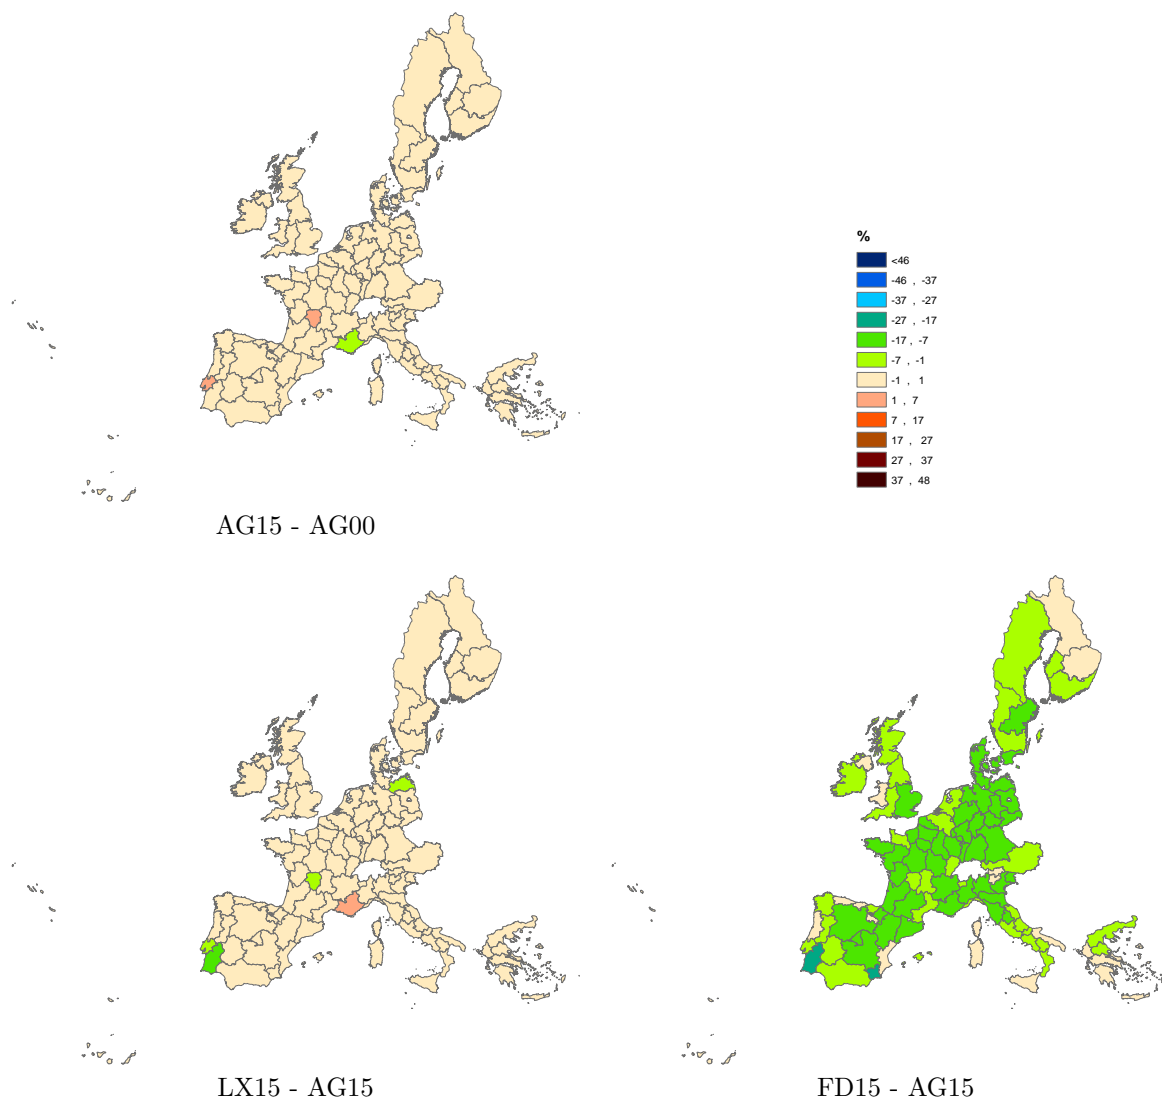 %
<46
-46 , -37
-37 , -27
-27 , -17
-17 , -7
-7 , -1
-1 , 1
1 , 7
7 , 17
17 , 27
27 , 37
37 , 48
AG15 - AG00
LX15 - AG15
FD15 - AG15